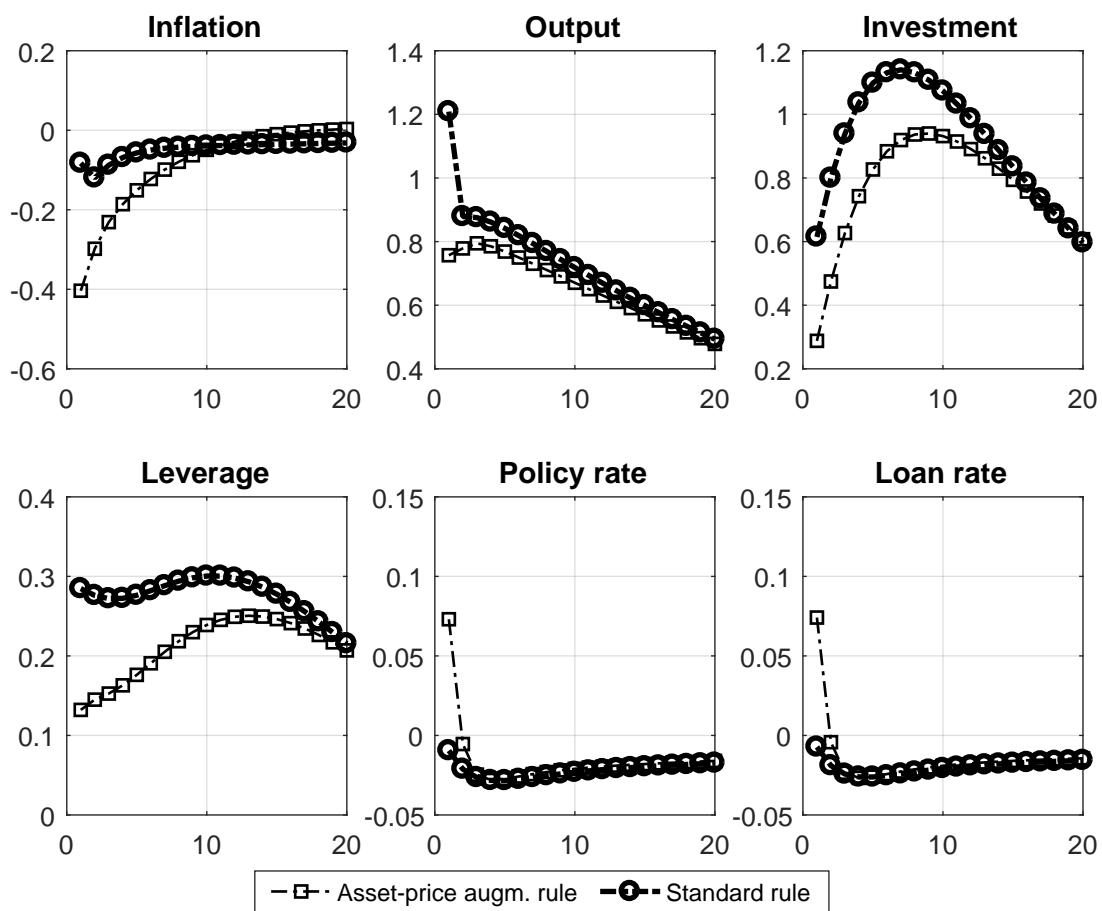 Inflation Output Investment
0.2 1.4 1.2
0 1.2 1
-0.2 1 0.8
0.8 0.6
-0.4 0.6 0.4
-0.6 0.4 0.2
0 10 20 0 10 20 0 10 20
Leverage Policy rate Loan rate
0.4 0.15 0.15
0.3 0.1 0.1
0.2 0.05 0.05
0.1 0 0
0 -0.05 -0.05
0 10 20 0 10 20 0 10 20
Asset-price augm. rule Standard rule